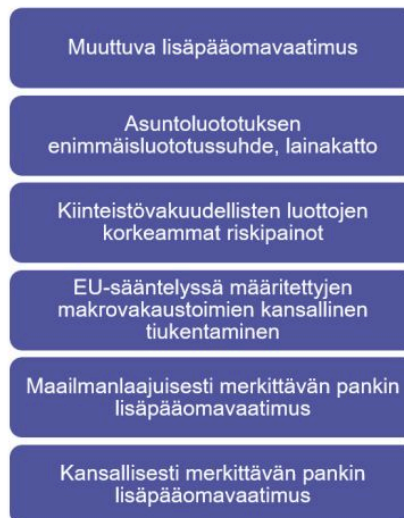 Muuttuva lisäpääomavaatimus
Asuntoluototuksen
enimmäisluototussuhde, lainakatto
Kiinteistövakuudellisten luottojen
korkeammat riskipainot
EU-sääntelyssä määritettyjen
makrovakaustoimien kansallinen
tiukentaminen
Maailmanlaajuisesti merkittävän pankin
lisäpääomavaatimus
Kansallisesti merkittävän pankin
lisäpääomavaatimus